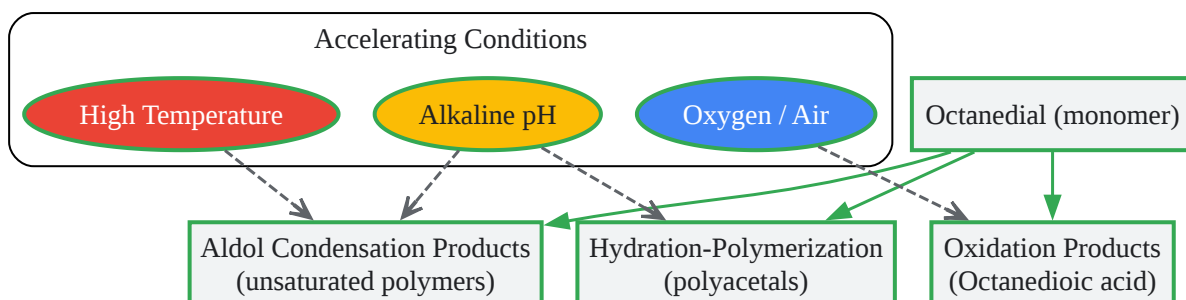 Accelerating Conditions
High Temperature
Alkaline pH
Oxygen / Air
Octanedial (monomer)
Aldol Condensation Products
(unsaturated polymers)
Hydration-Polymerization
(polyacetals)
Oxidation Products
(Octanedioic acid)